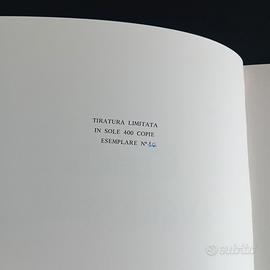 TIRATURA LIMITATA
IN SOLE 400 COPIE
ESEMPLARE N°
subito